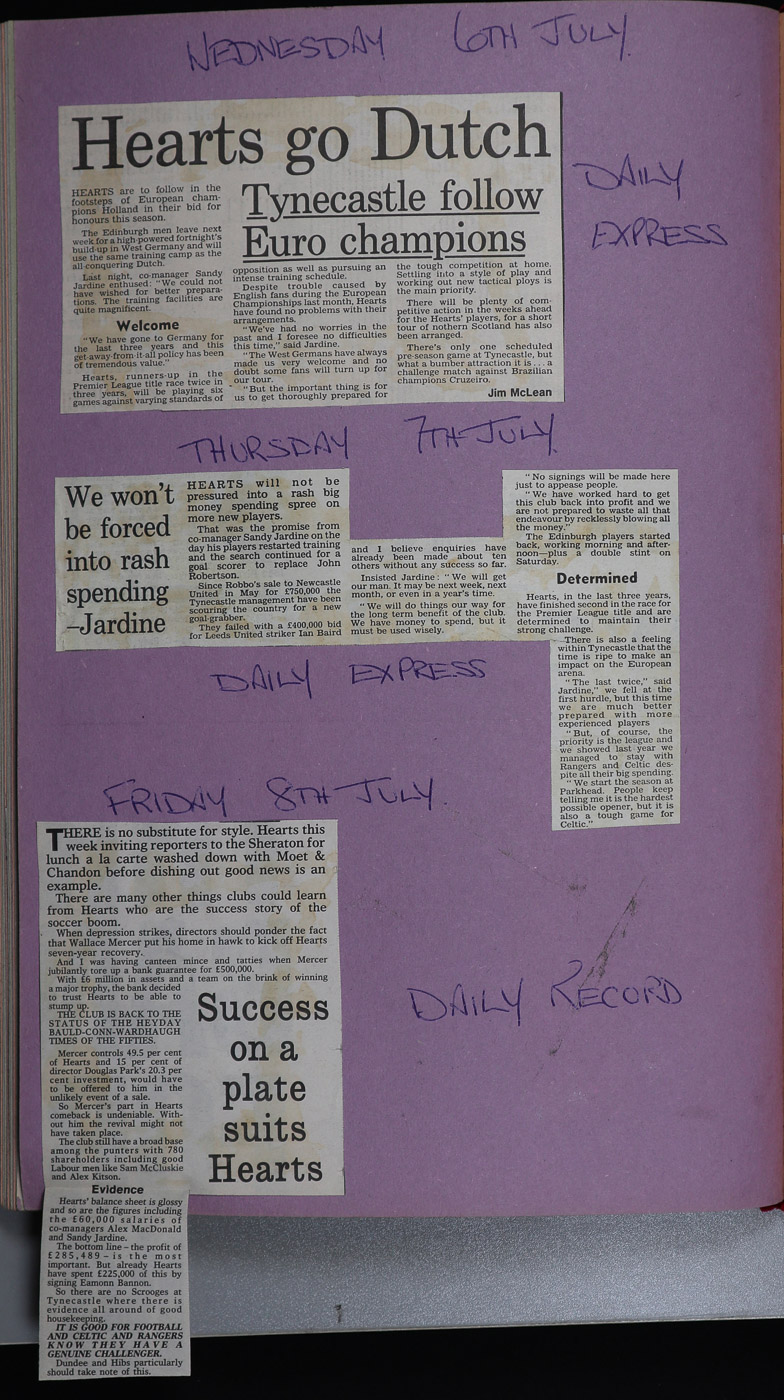 WEDNESDAY 6TH JULY.
Hearts go Dutch
DAILY
EXPRESS
Tynecastle follow
Euro champions
HEARTS are to follow in the
footsteps of European cham-
pions Holland in their bid for
honours this season.
The Edinburgh men leave next
week for a high-powered fortnight's
build-up in West Germany and will
use the same training camp as the
all-conquering Dutch.
Last night, co-manager Sandy
Jardine enthused: "We could not
have wished for better prepara-
tions. The training facilities are
quite magnificent.
Welcome
"We have gone to Germany for
the last three years and this
get-away-from-it-all policy has been
of tremendous value."
Hearts, runners-up in the
Premier League title race twice in
three years, will be playing six
games against varying standards of
opposition as well as pursuing an
intense training schedule.
Despite trouble caused by
English fans during the European
Championships last month, Hearts
have found no problems with their
arrangements.
"We've had no worries in the
past and I foresee no difficulties
this time," said Jardine.
"The West Germans have always
made us very welcome and no
doubt some fans will turn up for
our tour.
"But the important thing is for
us to get thoroughly prepared for
the tough competition at home.
Settling into a style of play and
working out new tactical ploys is
the main priority.
There will be plenty of com-
petitive action in the weeks ahead
for the Hearts' players, for a short
tour of nothern Scotland has also
been arranged.
There's only one scheduled
pre-season game at Tynecastle, but
what a bumber attraction it is . . . a
challenge match against Brazilian
champions Cruzeiro.
Jim McLean
THURSDAY 7TH JULY.
We won't
be forced
into rash
spending
–Jardine
HEARTS will not be
pressured into a rash big
money spending spree on
more new players.
That was the promise from
co-manager Sandy Jardine on the
day his players restarted training
and the search continued for a
goal scorer to replace John
Robertson.
Since Robbo's sale to Newcastle
United in May for £750,000 the
Tynecastle management have been
scouring the country for a new
goal-grabber.
They failed with a £400,000 bid
for Leeds United striker Ian Baird
and I believe enquiries have
already been made about ten
others without any success so far.
Insisted Jardine: "We will get
our man. It may be next week, next
month, or even in a year's time.
"We will do things our way for
the long term benefit of the club.
We have money to spend, but it
must be used wisely.
"No signings will be made here
just to appease people.
"We have worked hard to get
this club back into profit and we
are not prepared to waste all that
endeavour by recklessly blowing all
the money."
The Edinburgh players started
back, working morning and after-
noon—plus a double stint on
Saturday.
Determined
Hearts, in the last three years,
have finished second in the race for
the Premier League title and are
determined to maintain their
strong challenge.
There is also a feeling
within Tynecastle that the
time is ripe to make an
impact on the European
arena.
"The last twice," said
Jardine," we fell at the
first hurdle, but this time
we are much better
prepared with more
experienced players
"But, of course, the
priority is the league and
we showed last year we
managed to stay with
Rangers and Celtic des-
pite all their big spending.
"We start the season at
Parkhead. People keep
telling me it is the hardest
possible opener, but it is
also a tough game for
Celtic."
DAILY EXPRESS
FRIDAY 8TH JULY.
THERE is no substitute for style. Hearts this
week inviting reporters to the Sheraton for
lunch a la carte washed down with Moet &
Chandon before dishing out good news is an
example.
There are many other things clubs could learn
from Hearts who are the success story of the
soccer boom.
When depression strikes, directors should ponder the fact
that Wallace Mercer put his home in hawk to kick off Hearts
seven-year recovery.
And I was having canteen mince and tatties when Mercer
jubilantly tore up a bank guarantee for £500,000.
With £6 million in assets and a team on the brink of winning
a major trophy, the bank decided
to trust Hearts to be able to
stump up.
THE CLUB IS BACK TO THE
STATUS OF THE HEYDAY
BAULD-CONN-WARDHAUGH
TIMES OF THE FIFTIES.
Mercer controls 49.5 per cent
of Hearts and 15 per cent of
director Douglas Park's 20.3 per
cent investment, would have
to be offered to him in the
unlikely event of a sale.
So Mercer's part in Hearts
comeback is undeniable. With-
out him the revival might not
have taken place.
The club still have a broad base
among the punters with 780
shareholders including good
Labour men like Sam McCluskie
and Alex Kitson.
Evidence
Hearts' balance sheet is glossy
and so are the figures including
the £60,000 salaries of
co-managers Alex MacDonald
and Sandy Jardine.
The bottom line – the profit of
£285,489 – is the most
important. But already Hearts
have spent £225,000 of this by
signing Eamonn Bannon.
So there are no Scrooges at
Tynecastle where there is
evidence all around of good
housekeeping.
IT IS GOOD FOR FOOTBALL
AND CELTIC AND RANGERS
KNOW THEY HAVE A
GENUINE CHALLENGER.
Dundee and Hibs particularly
should take note of this.
Success
on a
plate
suits
Hearts
DAILY RECORD